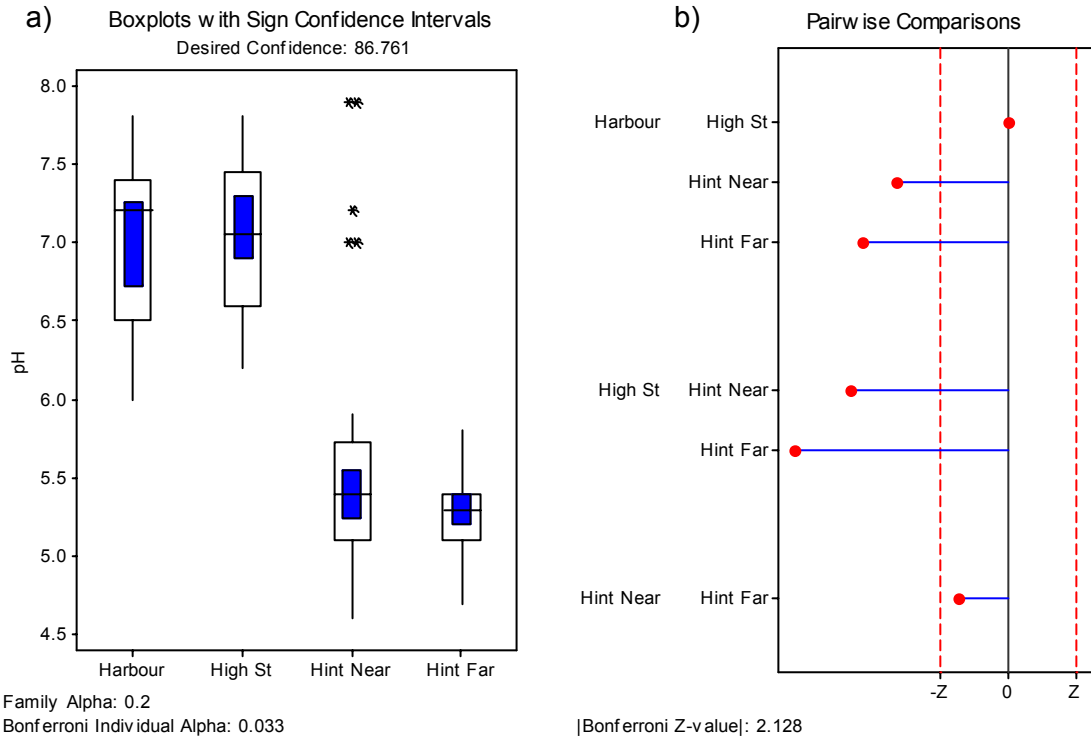 a)
Boxplots with Sign Confidence Intervals
Desired Confidence: 86.761
8.0
7.5
7.0
6.5
6.0
5.5
5.0
4.5
pH
Harbour High St Hint Near Hint Far
Family Alpha: 0.2
Bonferroni Individual Alpha: 0.033
b)
Pairwise Comparisons
Harbour High St
Hint Near
Hint Far
High St Hint Near
Hint Far
Hint Near Hint Far
-Z 0 Z
|Bonferroni Z-value|: 2.128